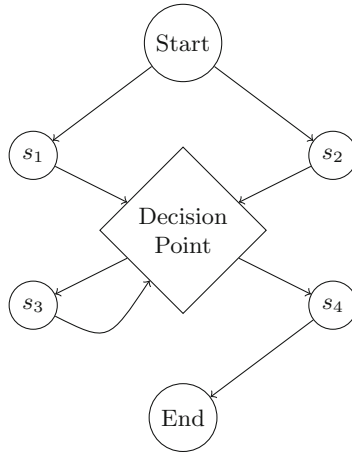 Start
s₁
s₂
Decision
Point
s₃
s₄
End